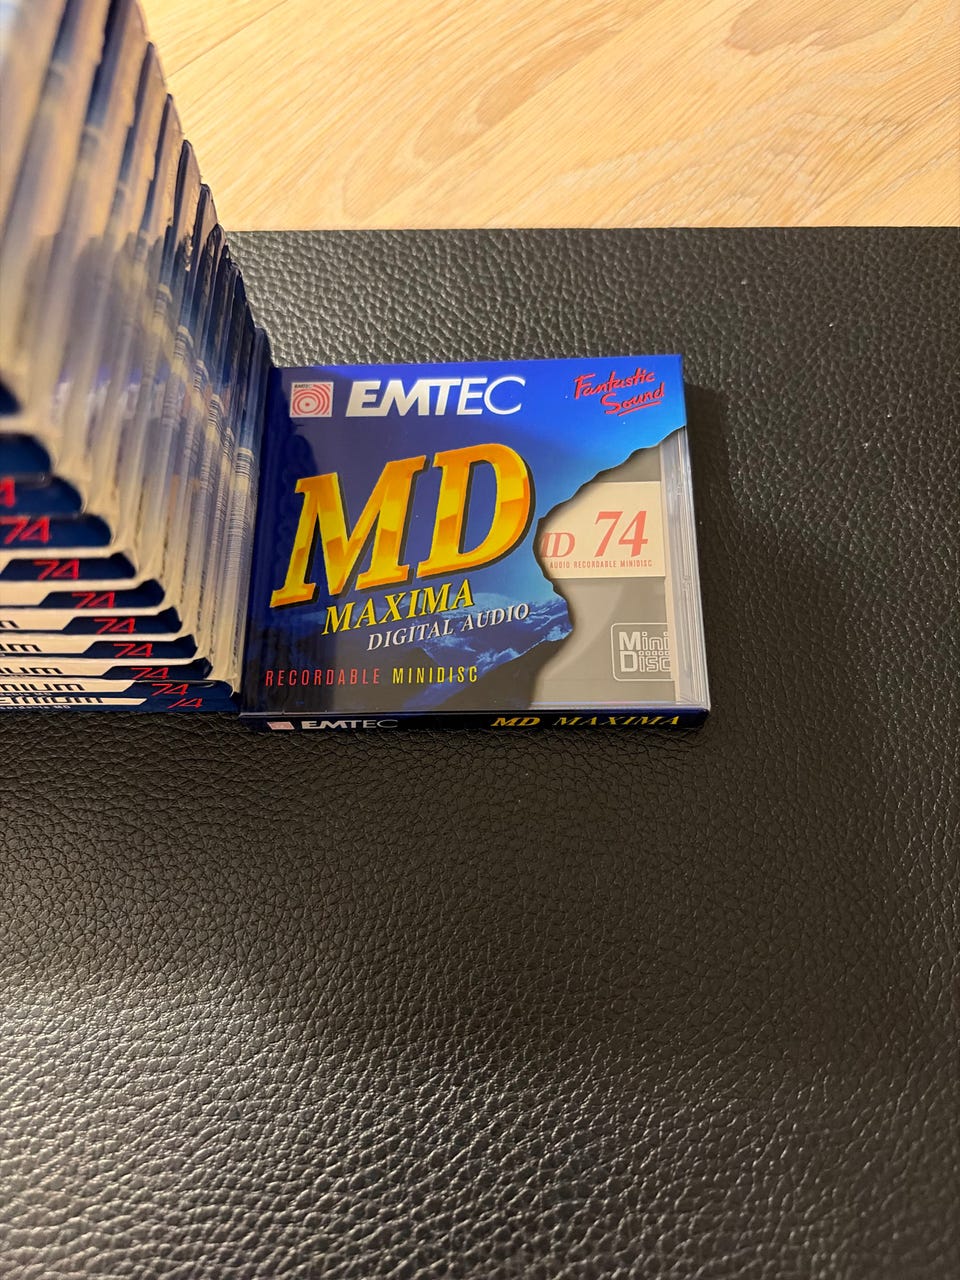 EMTEC
EMTEC
Fantastic
Sound
MD
MAXIMA
DIGITAL AUDIO
RECORDABLE MINIDISC
74
AUDIO RECORDABLE MINIDISC
Mini
Disc
EMTEC MD MAXIMA
74
74
74
74
74
74
74